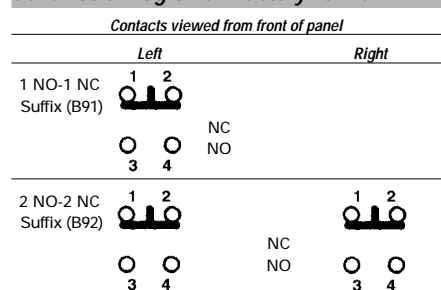 Contacts viewed from front of panel
Left Right
1 NO-1 NC
Suffix (B91)
1 2
NC
NO
3 4
2 NO-2 NC
Suffix (B92)
1 2 1 2
NC
NO
3 4 3 4